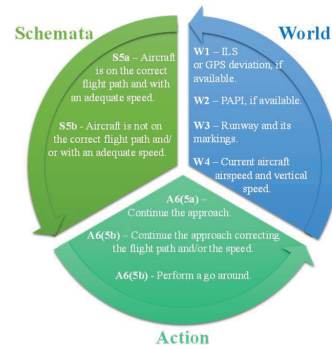 Schemata
World
S5a – Aircraft
is on the correct
flight path and with
an adequate speed.
S5b - Aircraft is not on
the correct flight path and/
or with an adequate speed.
W1 – ILS
or GPS deviation, if
available.
W2 – PAPI, if available.
W3 – Runway and its
markings.
W4 – Current aircraft
airspeed and vertical
speed.
A6(5a) –
Continue the approach.
A6(5b) – Continue the approach correcting
the flight path and/or the speed.
A6(5b) - Perform a go around.
Action